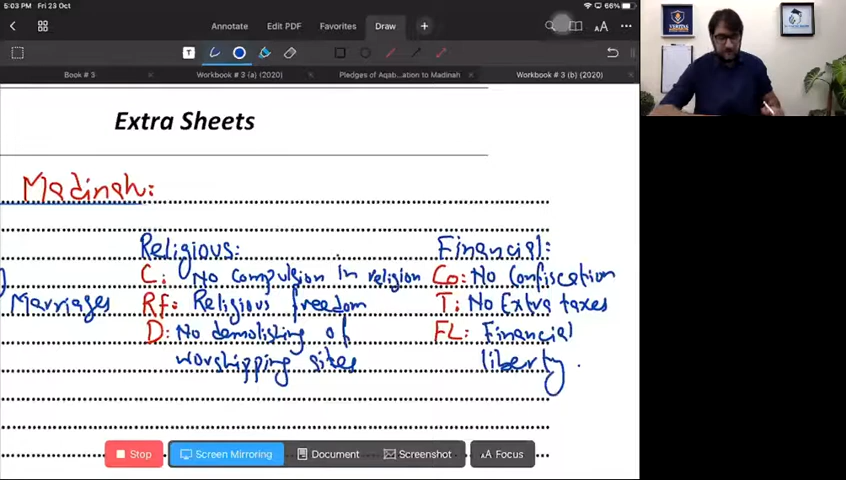 5:03 PM Fri 23 Oct
66%
Annotate
Edit PDF
Favorites
Draw
AA
T
Book # 3
Workbook # 3 (a) (2020)
Pledges of Aqab...ation to Madinah
Workbook # 3 (b) (2020)
Extra Sheets
Madinah:
Religious:
C: No compulsion in religion
Rf: Religious freedom
D: No demolishing of
worshipping sites
Marriages
Financial:
Co: No Confiscation
T: No Extra taxes
FL: Financial
liberty.
Stop
Screen Mirroring
Document
Screenshot
AA Focus